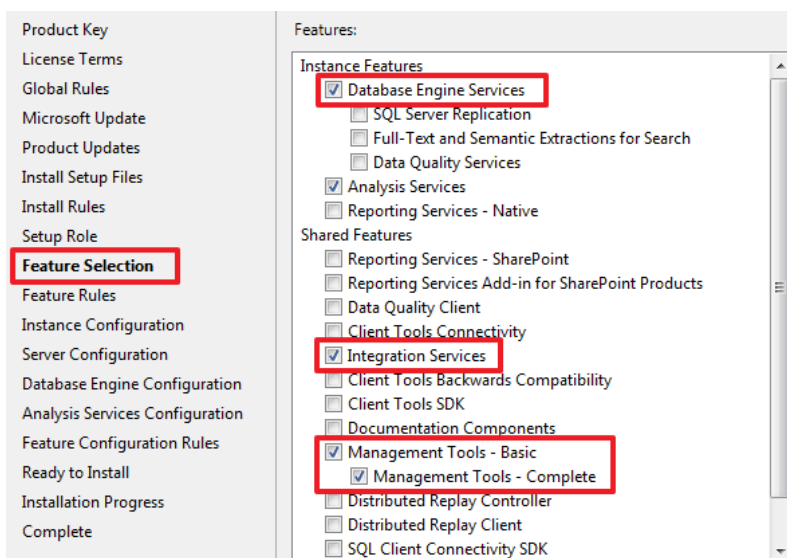 Product Key
License Terms
Global Rules
Microsoft Update
Product Updates
Install Setup Files
Install Rules
Setup Role
Feature Selection
Feature Rules
Instance Configuration
Server Configuration
Database Engine Configuration
Analysis Services Configuration
Feature Configuration Rules
Ready to Install
Installation Progress
Complete
Features:
Instance Features
Database Engine Services
SQL Server Replication
Full-Text and Semantic Extractions for Search
Data Quality Services
Analysis Services
Reporting Services - Native
Shared Features
Reporting Services - SharePoint
Reporting Services Add-in for SharePoint Products
Data Quality Client
Client Tools Connectivity
Integration Services
Client Tools Backwards Compatibility
Client Tools SDK
Documentation Components
Management Tools - Basic
Management Tools - Complete
Distributed Replay Controller
Distributed Replay Client
SQL Client Connectivity SDK